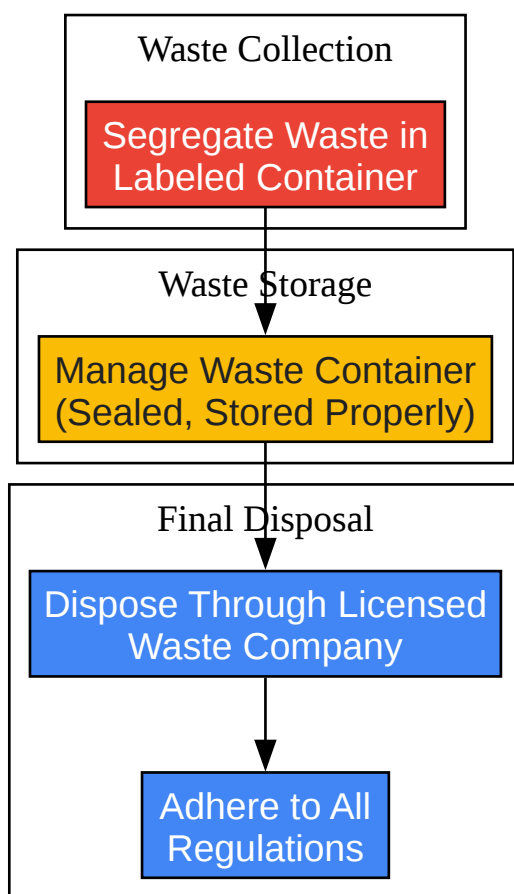 Waste Collection
Segregate Waste in
Labeled Container
Waste Storage
Manage Waste Container
(Sealed, Stored Properly)
Final Disposal
Dispose Through Licensed
Waste Company
Adhere to All
Regulations